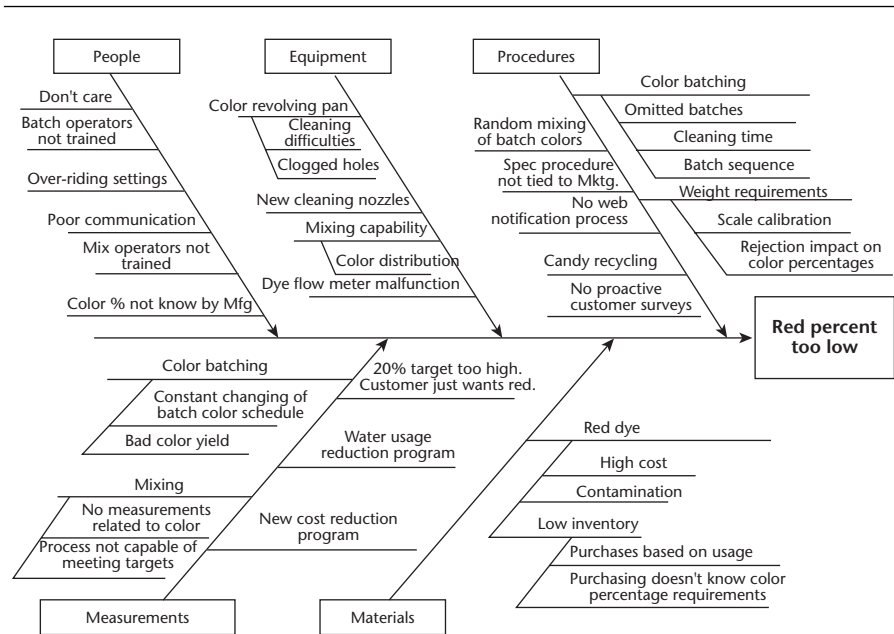 People
Equipment
Procedures
Don't care
Batch operators
not trained
Over-riding settings
Poor communication
Mix operators not
trained
Color % not know by Mfg
Color revolving pan
Cleaning
difficulties
Clogged holes
New cleaning nozzles
Mixing capability
Color distribution
Dye flow meter malfunction
Random mixing
of batch colors
Spec procedure
not tied to Mktg.
No web
notification process
Candy recycling
No proactive
customer surveys
Color batching
Omitted batches
Cleaning time
Batch sequence
Weight requirements
Scale calibration
Rejection impact on
color percentages
Red percent
too low
Color batching
Constant changing of
batch color schedule
Bad color yield
Mixing
No measurements
related to color
Process not capable of
meeting targets
20% target too high.
Customer just wants red.
Water usage
reduction program
New cost reduction
program
Red dye
High cost
Contamination
Low inventory
Purchases based on usage
Purchasing doesn't know color
percentage requirements
Measurements
Materials